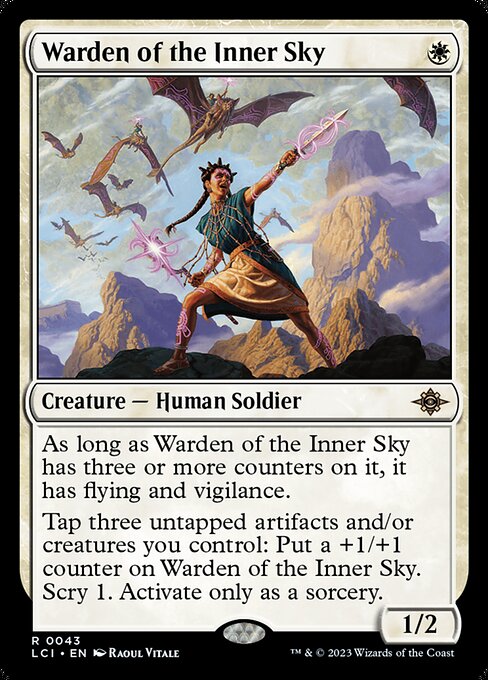 Warden of the Inner Sky
Creature — Human Soldier
As long as Warden of the Inner Sky
has three or more counters on it, it
has flying and vigilance.
Tap three untapped artifacts and/or
creatures you control: Put a +1/+1
counter on Warden of the Inner Sky.
Scry 1. Activate only as a sorcery.
1/2
R 0043
LCI • EN Raoul Vitale
™ & © 2023 Wizards of the Coast